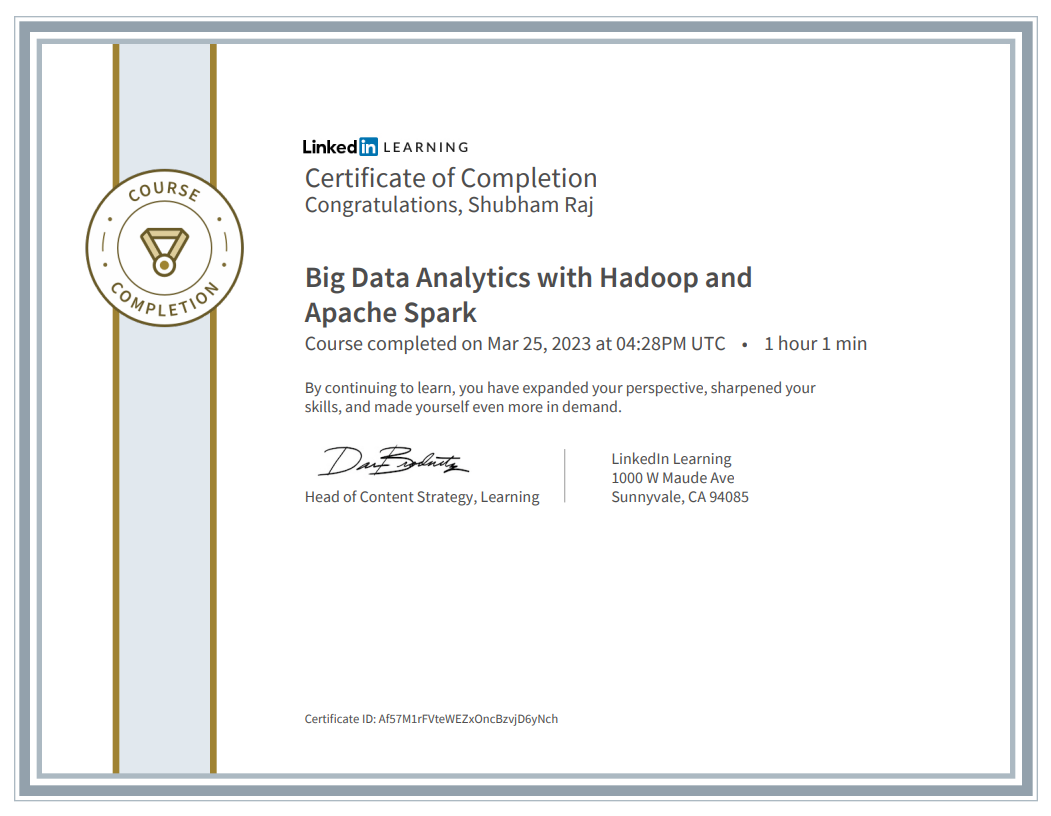 LinkedIn LEARNING
Certificate of Completion
Congratulations, Shubham Raj
COURSE
COMPLETION
Big Data Analytics with Hadoop and
Apache Spark
Course completed on Mar 25, 2023 at 04:28PM UTC • 1 hour 1 min
By continuing to learn, you have expanded your perspective, sharpened your
skills, and made yourself even more in demand.
Head of Content Strategy, Learning
LinkedIn Learning
1000 W Maude Ave
Sunnyvale, CA 94085
Certificate ID: Af57M1rFVteWEZxOncBzvjD6yNch